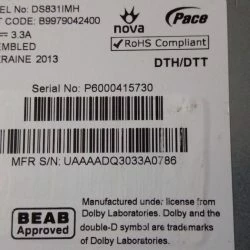 EL No: DS831IMH
T CODE: B9979042400
3.3A
EMBLED
RAINE 2013
nova
Pace
RoHS Compliant
DTH/DTT
Serial No: P6000415730
MFR S/N: UAAAADQ3033A0786
BEAB
Approved
Manufactured under license from
Dolby Laboratories. Dolby and the
double-D symbol are trademarks
of Dolby Laboratories.